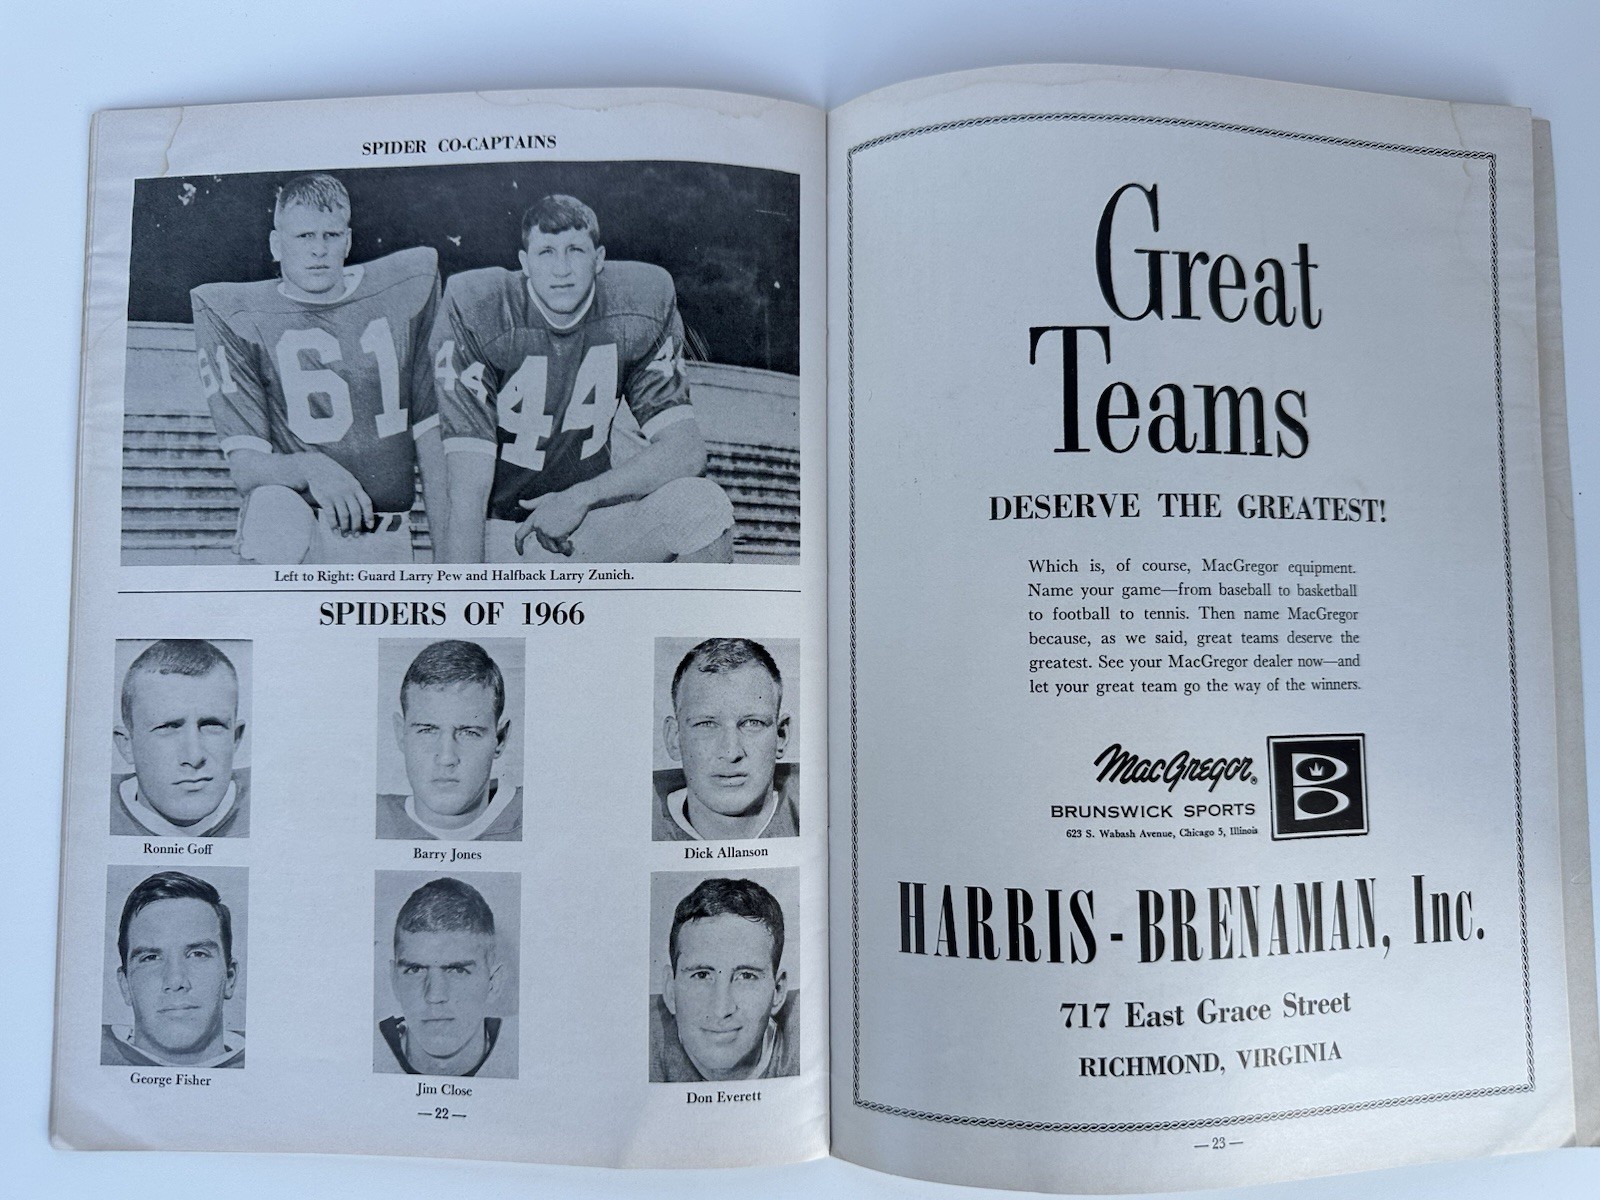 SPIDER CO-CAPTAINS
61
61
44
44
4
Left to Right: Guard Larry Pew and Halfback Larry Zunich.
SPIDERS OF 1966
Ronnie Goff
Barry Jones
Dick Allanson
George Fisher
Jim Close
Don Everett
—22—
Great
Teams
DESERVE THE GREATEST!
Which is, of course, MacGregor equipment.
Name your game—from baseball to basketball
to football to tennis. Then name MacGregor
because, as we said, great teams deserve the
greatest. See your MacGregor dealer now—and
let your great team go the way of the winners.
MacGregor®
BRUNSWICK SPORTS
623 S. Wabash Avenue, Chicago 5, Illinois
B
HARRIS-BRENAMAN, Inc.
717 East Grace Street
RICHMOND, VIRGINIA
—23—